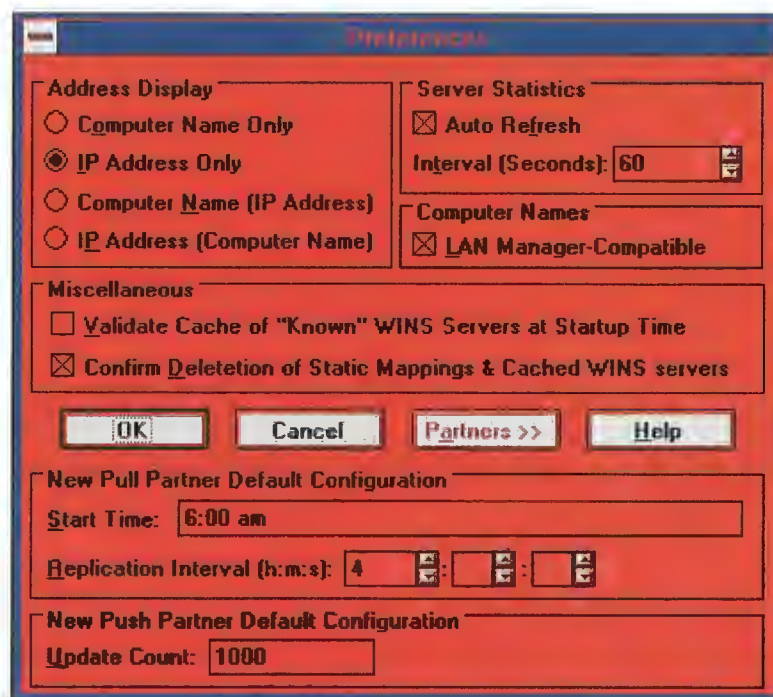 Preferences
Address Display
Computer Name Only
IP Address Only
Computer Name (IP Address)
IP Address (Computer Name)
Server Statistics
Auto Refresh
Interval (Seconds): 60
Computer Names
LAN Manager-Compatible
Miscellaneous
Validate Cache of "Known" WINS Servers at Startup Time
Confirm Deletetion of Static Mappings & Cached WINS servers
OK Cancel Partners >> Help
New Pull Partner Default Configuration
Start Time: 6:00 am
Replication Interval (h:m:s): 4 : :
New Push Partner Default Configuration
Update Count: 1000